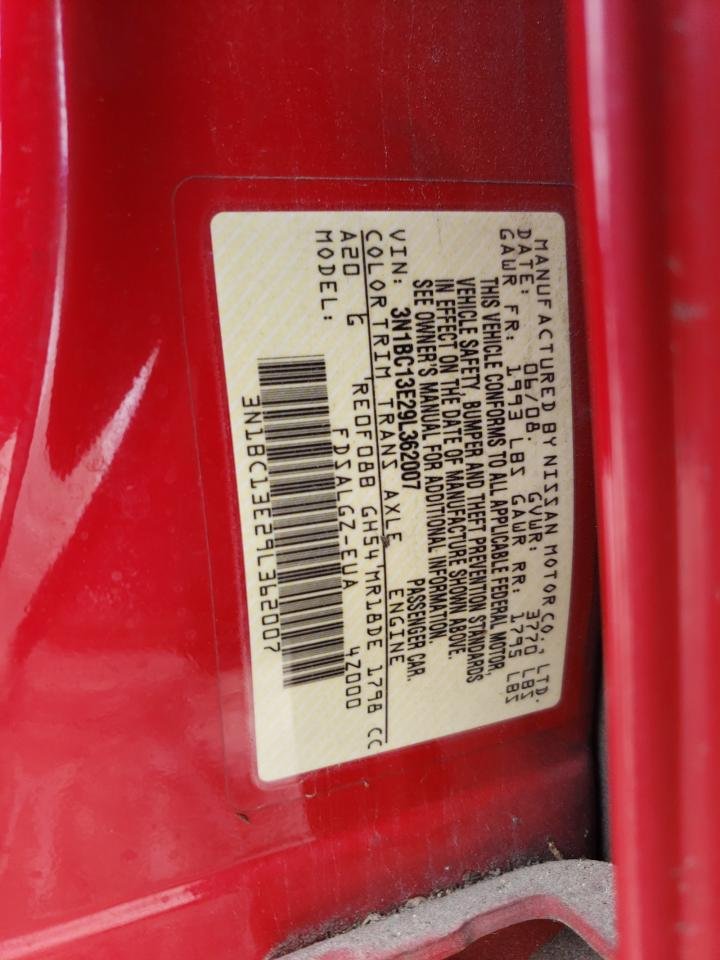 MANUFACTURED BY NISSAN MOTOR CO., LTD.
DATE: 06/08. GVWR: 3770 LBS
GAWR FR: 1993 LBS GAWR RR: 1795 LBS
THIS VEHICLE CONFORMS TO ALL APPLICABLE FEDERAL MOTOR,
VEHICLE SAFETY, BUMPER AND THEFT PREVENTION STANDARDS
IN EFFECT ON THE DATE OF MANUFACTURE SHOWN ABOVE.
SEE OWNER'S MANUAL FOR ADDITIONAL INFORMATION.
VIN: 3N1BC13E29L362007 PASSENGER CAR.
COLOR TRIM TRANS AXLE ENGINE
A20 G RE0F08B GH54 MR18DE 1798 CC
MODEL: FDSALGZ-EUA 4Z000
3N1BC13E29L362007